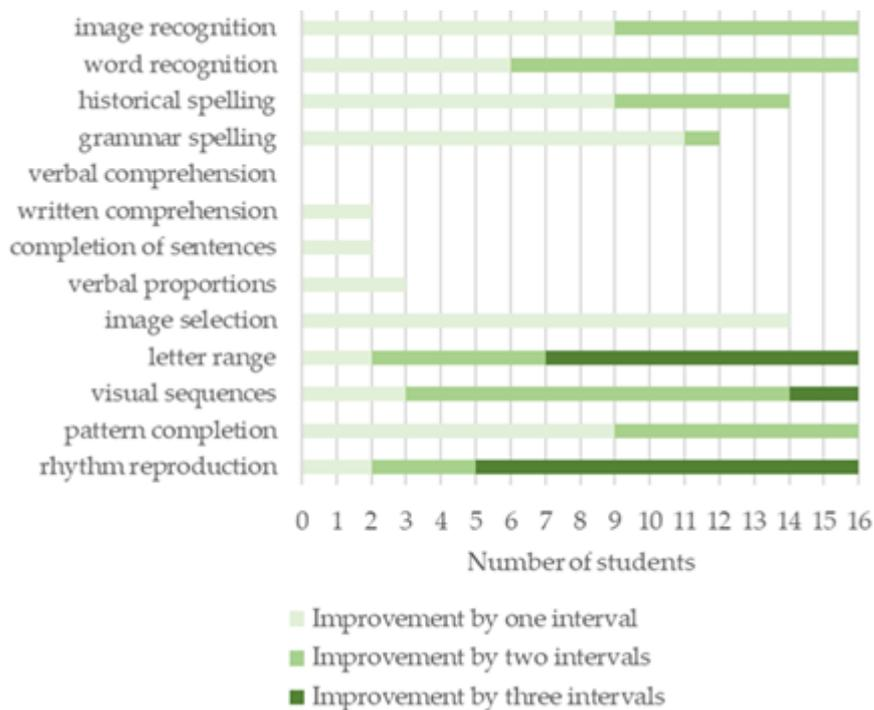 image recognition
word recognition
historical spelling
grammar spelling
verbal comprehension
written comprehension
completion of sentences
verbal proportions
image selection
letter range
visual sequences
pattern completion
rhythm reproduction
0 1 2 3 4 5 6 7 8 9 10 11 12 13 14 15 16
Number of students
Improvement by one interval
Improvement by two intervals
Improvement by three intervals